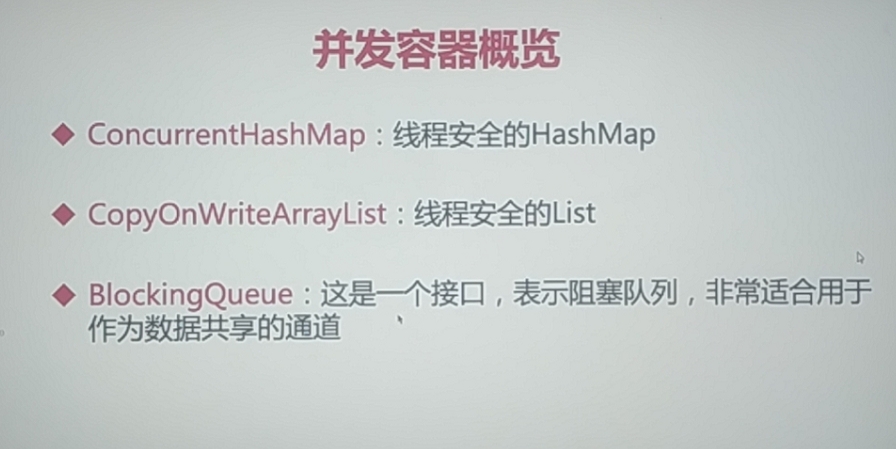 并发容器概览
ConcurrentHashMap：线程安全的HashMap
CopyOnWriteArrayList：线程安全的List
BlockingQueue：这是一个接口，表示阻塞队列，非常适合用于
作为数据共享的通道